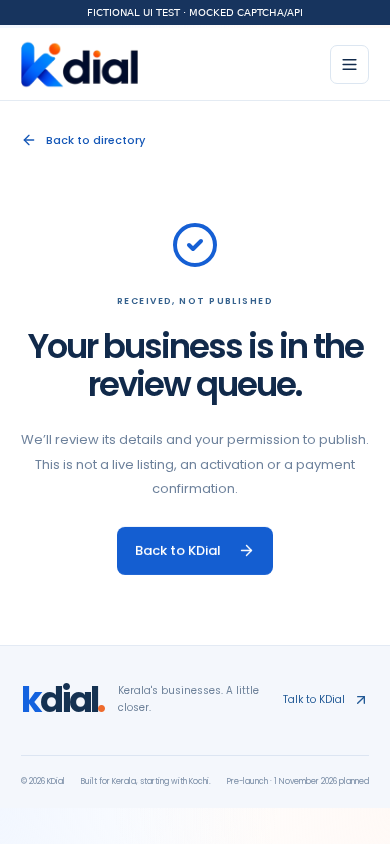 FICTIONAL UI TEST · MOCKED CAPTCHA/API
kdial
Back to directory
RECEIVED, NOT PUBLISHED
Your business is in the
review queue.
We’ll review its details and your permission to publish.
This is not a live listing, an activation or a payment
confirmation.
Back to KDial
kdial.
Kerala's businesses. A little
closer.
Talk to KDial
© 2026 KDial
Built for Kerala, starting with Kochi.
Pre-launch · 1 November 2026 planned